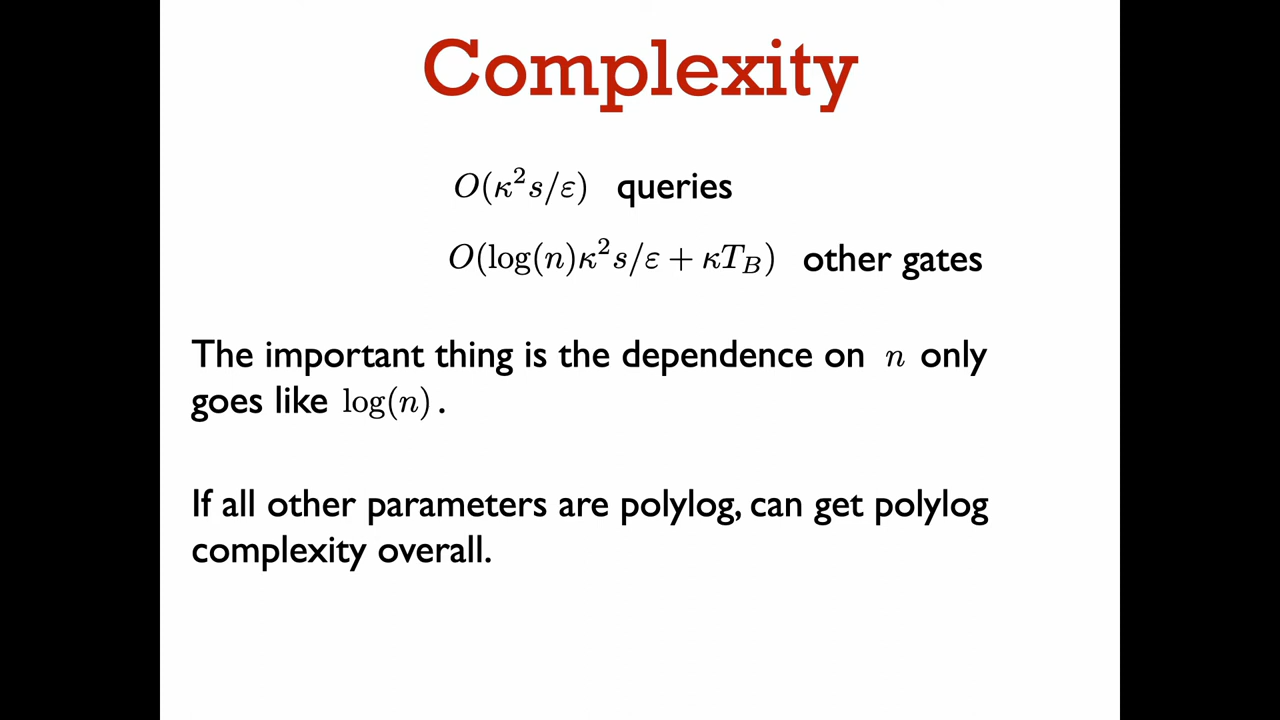 Complexity
O(κ²s/ε) queries
O(log(n)κ²s/ε + κT_B) other gates
The important thing is the dependence on n only
goes like log(n).
If all other parameters are polylog, can get polylog
complexity overall.